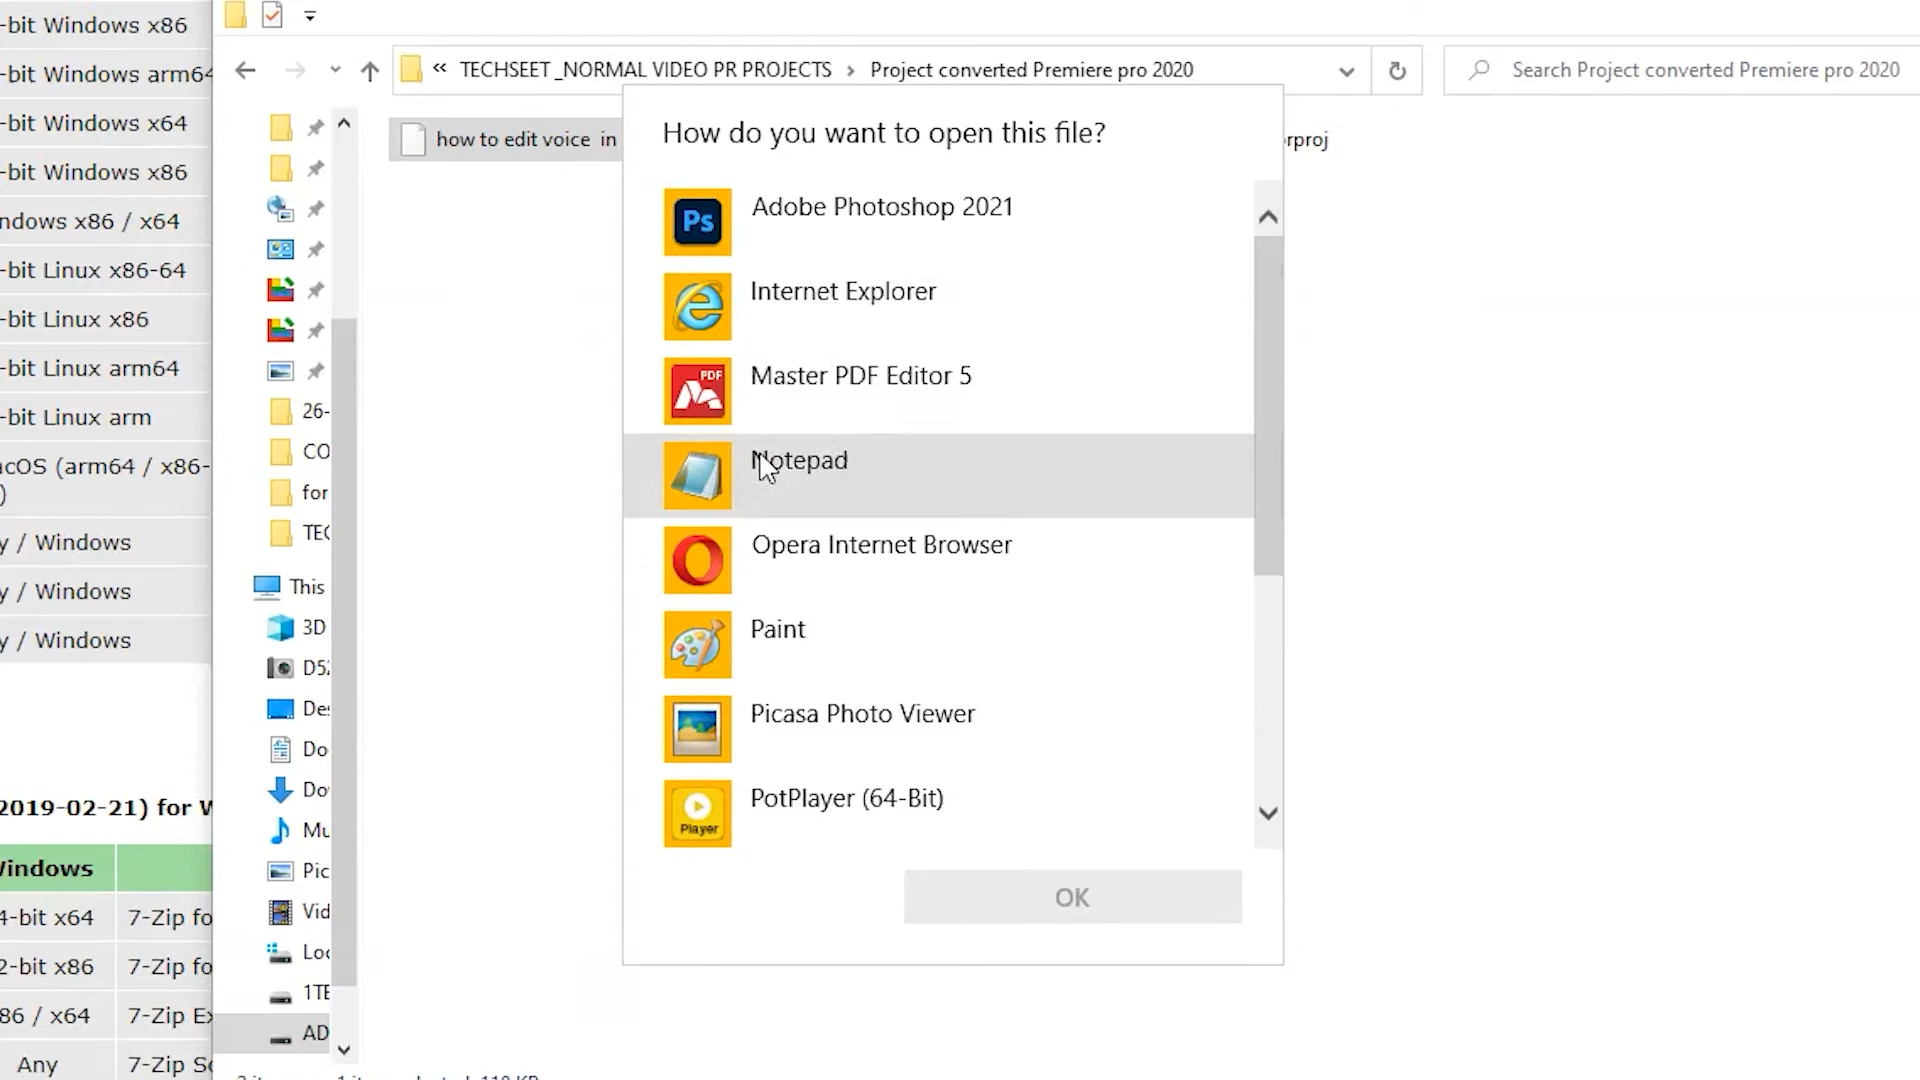 -bit Windows x86
-bit Windows arm64
-bit Windows x64
-bit Windows x86
ndows x86 / x64
-bit Linux x86-64
-bit Linux x86
-bit Linux arm64
-bit Linux arm
acOS (arm64 / x86-
)
y / Windows
y / Windows
y / Windows
2019-02-21) for W
Windows
4-bit x64 7-Zip fo
2-bit x86 7-Zip fo
86 / x64 7-Zip Ex
Any 7-Zip So
« TECHSEET _NORMAL VIDEO PR PROJECTS > Project converted Premiere pro 2020
Search Project converted Premiere pro 2020
26-
CO
for
TEC
This
3D
D52
Des
Do
Do
Mu
Pic
Vid
Loc
1TE
AD
how to edit voice in
rproj
How do you want to open this file?
Ps
Adobe Photoshop 2021
Internet Explorer
PDF
Master PDF Editor 5
Notepad
Opera Internet Browser
Paint
Picasa Photo Viewer
Player
PotPlayer (64-Bit)
OK